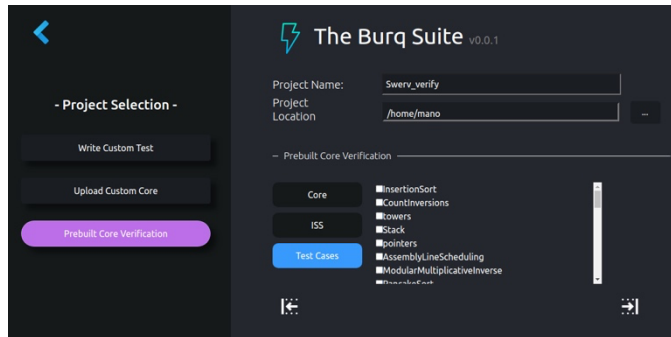 The Burq Suite v0.0.1
- Project Selection -
Write Custom Test
Upload Custom Core
Prebuilt Core Verification
Project Name:
Swerv_verify
Project
Location
/home/mano
...
Prebuilt Core Verification
Core
ISS
Test Cases
InsertionSort
CountInversions
towers
Stack
pointers
AssemblyLineScheduling
ModularMultiplicativeInverse
PancakeSort